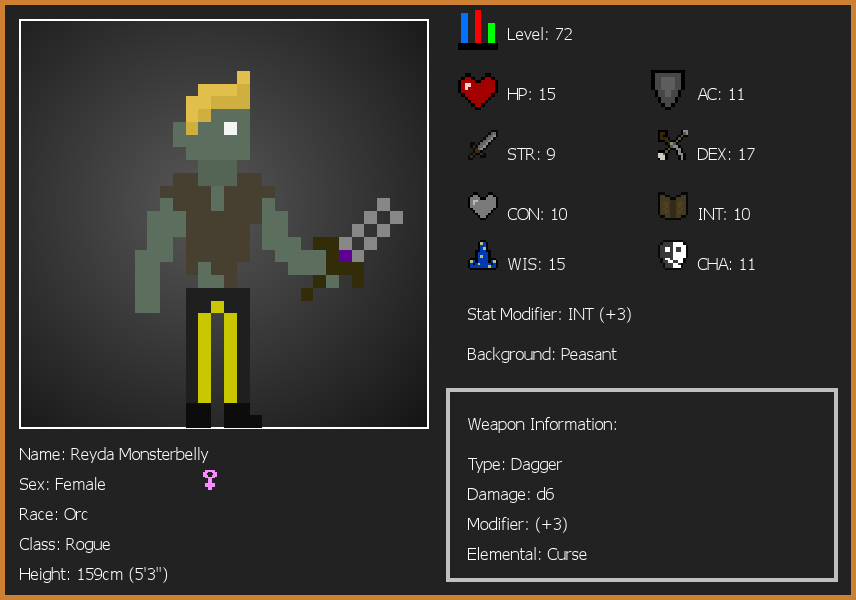 Level: 72
HP: 15
AC: 11
STR: 9
DEX: 17
CON: 10
INT: 10
WIS: 15
CHA: 11
Stat Modifier: INT (+3)
Background: Peasant
Weapon Information:
Type: Dagger
Damage: d6
Modifier: (+3)
Elemental: Curse
Name: Reyda Monsterbelly
Sex: Female
Race: Orc
Class: Rogue
Height: 159cm (5'3")